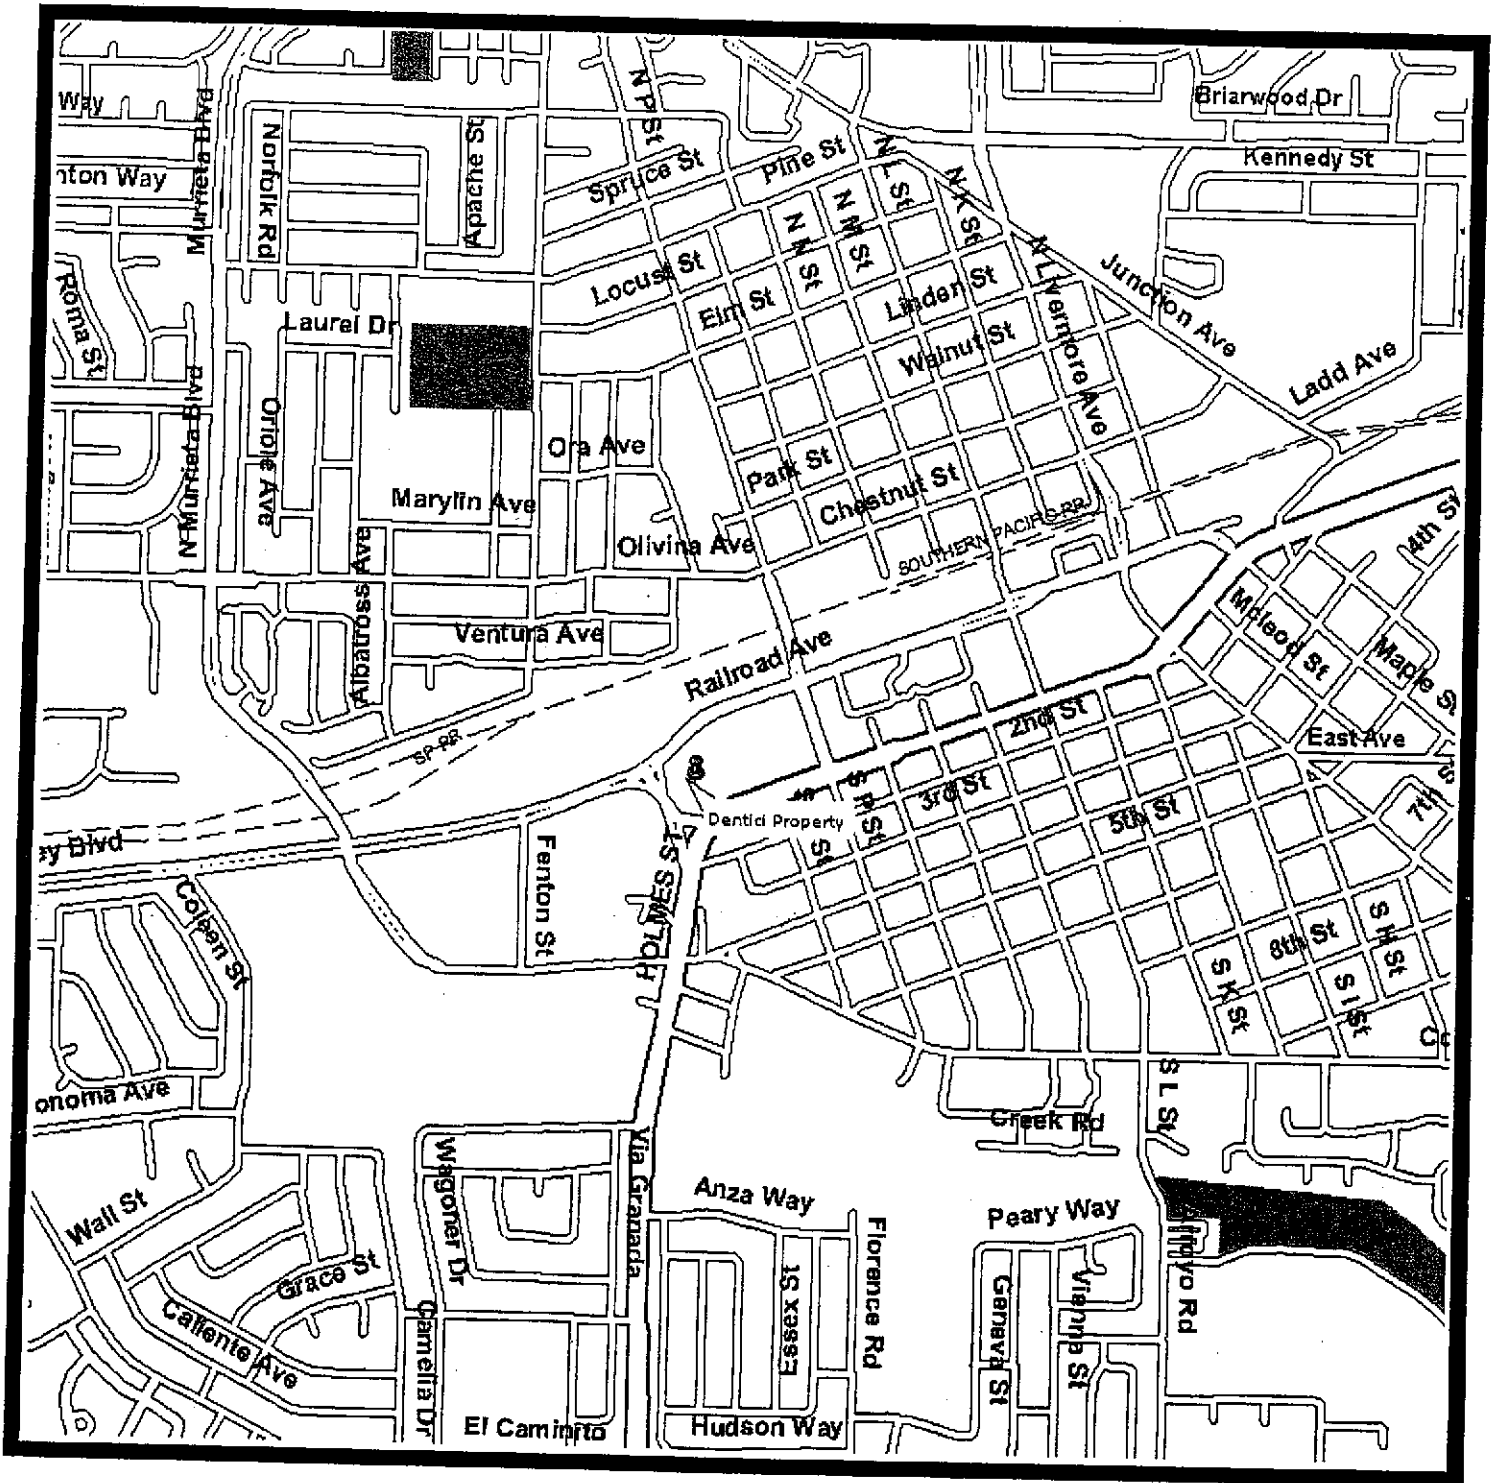 Way
Murrieta Blvd
Norfolk Rd
Apache St
N P St
Spruce St
Pine St
N L St
N K St
Briarwood Dr
Kennedy St
nton Way
N M St
N N St
Locust St
Elm St
Linden St
N Livermore Ave
Junction Ave
Roma St
Laurel Dr
Walnut St
Ladd Ave
N Murrieta Blvd
Oriole Ave
Ora Ave
Park St
Chestnut St
Marylin Ave
Olivina Ave
SOUTHERN PACIFIC RR
4th St
Albatross Ave
Ventura Ave
Railroad Ave
Mcleod St
Maple St
SP RR
2nd St
East Ave
3rd St
5th St
7th S
S P St
St
Dentici Property
ey Blvd
Fenton St
HOLMES ST
Coleen St
8th St
S H St
S K St
S I St
Co
onoma Ave
S L St
Creek Rd
Wall St
Wagoner Dr
Via Granada
Anza Way
Peary Way
Florence Rd
Grace St
Caliente Ave
Camelia Dr
Essex St
Geneva St
Vienna St
Arroyo Rd
El Caminito
Hudson Way